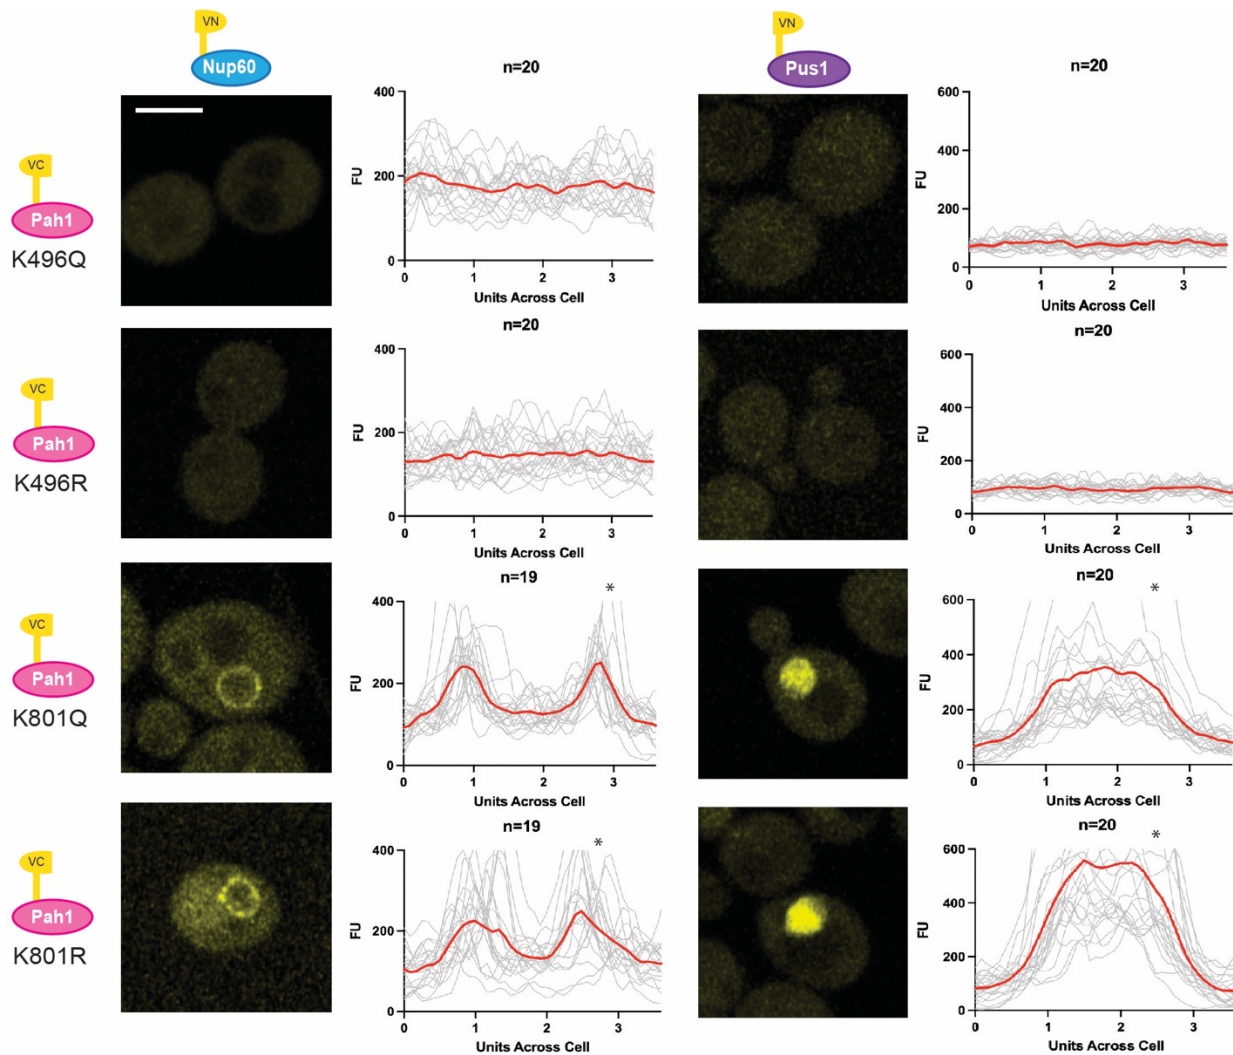 VN
Nup60
VN
Pus1
VC
Pah1
K496Q
n=20
400
200
0
FU
0 1 2 3
Units Across Cell
n=20
600
400
200
0
FU
0 1 2 3
Units Across Cell
VC
Pah1
K496R
n=20
400
200
0
FU
0 1 2 3
Units Across Cell
n=20
600
400
200
0
FU
0 1 2 3
Units Across Cell
VC
Pah1
K801Q
n=19
*
400
200
0
FU
0 1 2 3
Units Across Cell
n=20
*
600
400
200
0
FU
0 1 2 3
Units Across Cell
VC
Pah1
K801R
n=19
*
400
200
0
FU
0 1 2 3
Units Across Cell
n=20
*
600
400
200
0
FU
0 1 2 3
Units Across Cell